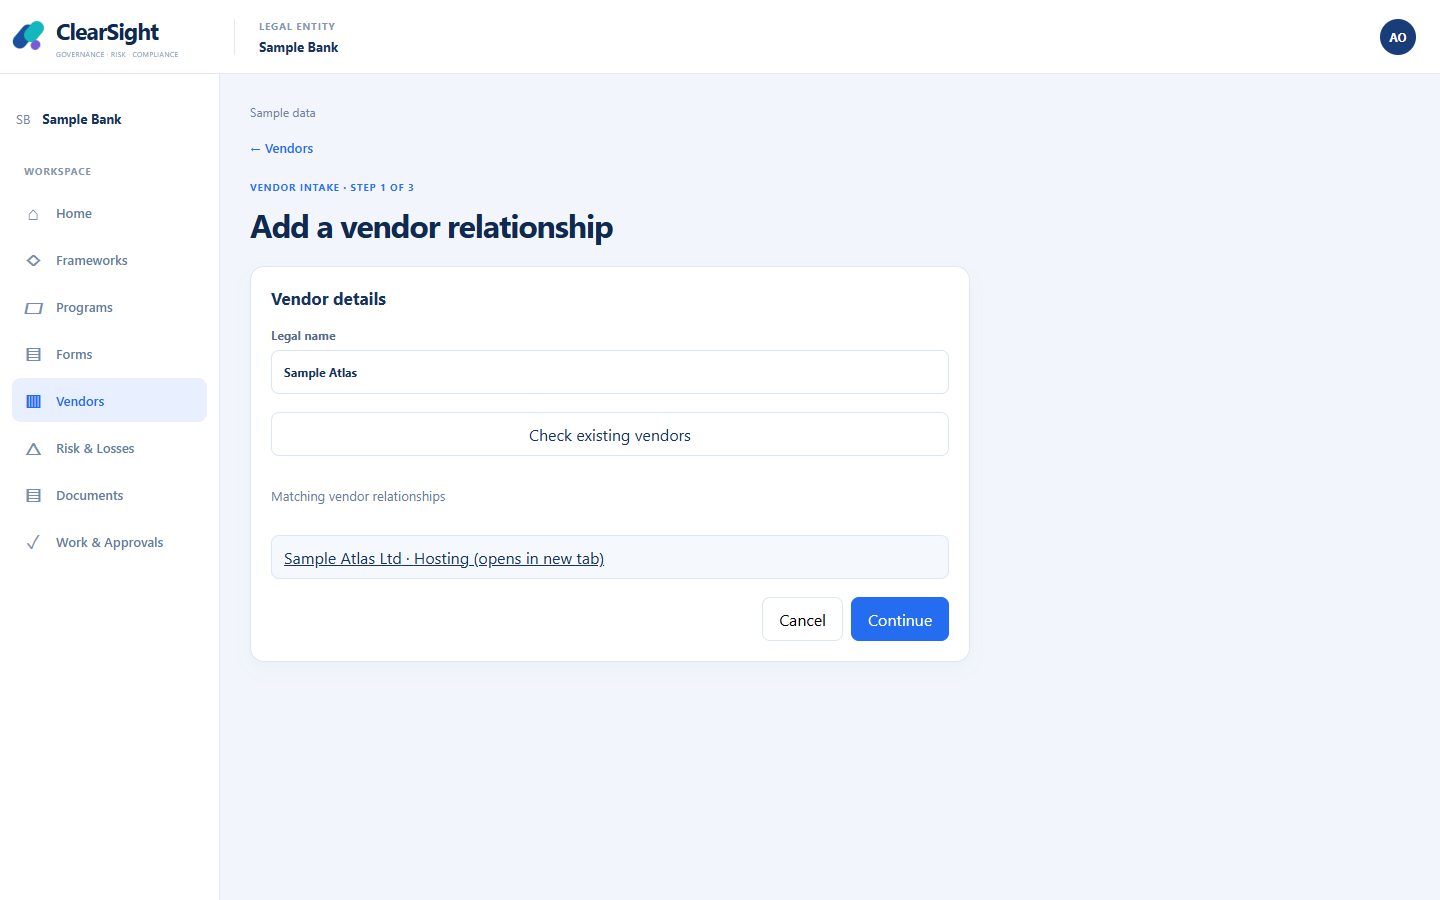 ClearSight
GOVERNANCE · RISK · COMPLIANCE
LEGAL ENTITY
Sample Bank
AO
SB Sample Bank
WORKSPACE
Home
Frameworks
Programs
Forms
Vendors
Risk & Losses
Documents
Work & Approvals
Sample data
← Vendors
VENDOR INTAKE · STEP 1 OF 3
Add a vendor relationship
Vendor details
Legal name
Sample Atlas
Check existing vendors
Matching vendor relationships
Sample Atlas Ltd · Hosting (opens in new tab)
Cancel
Continue